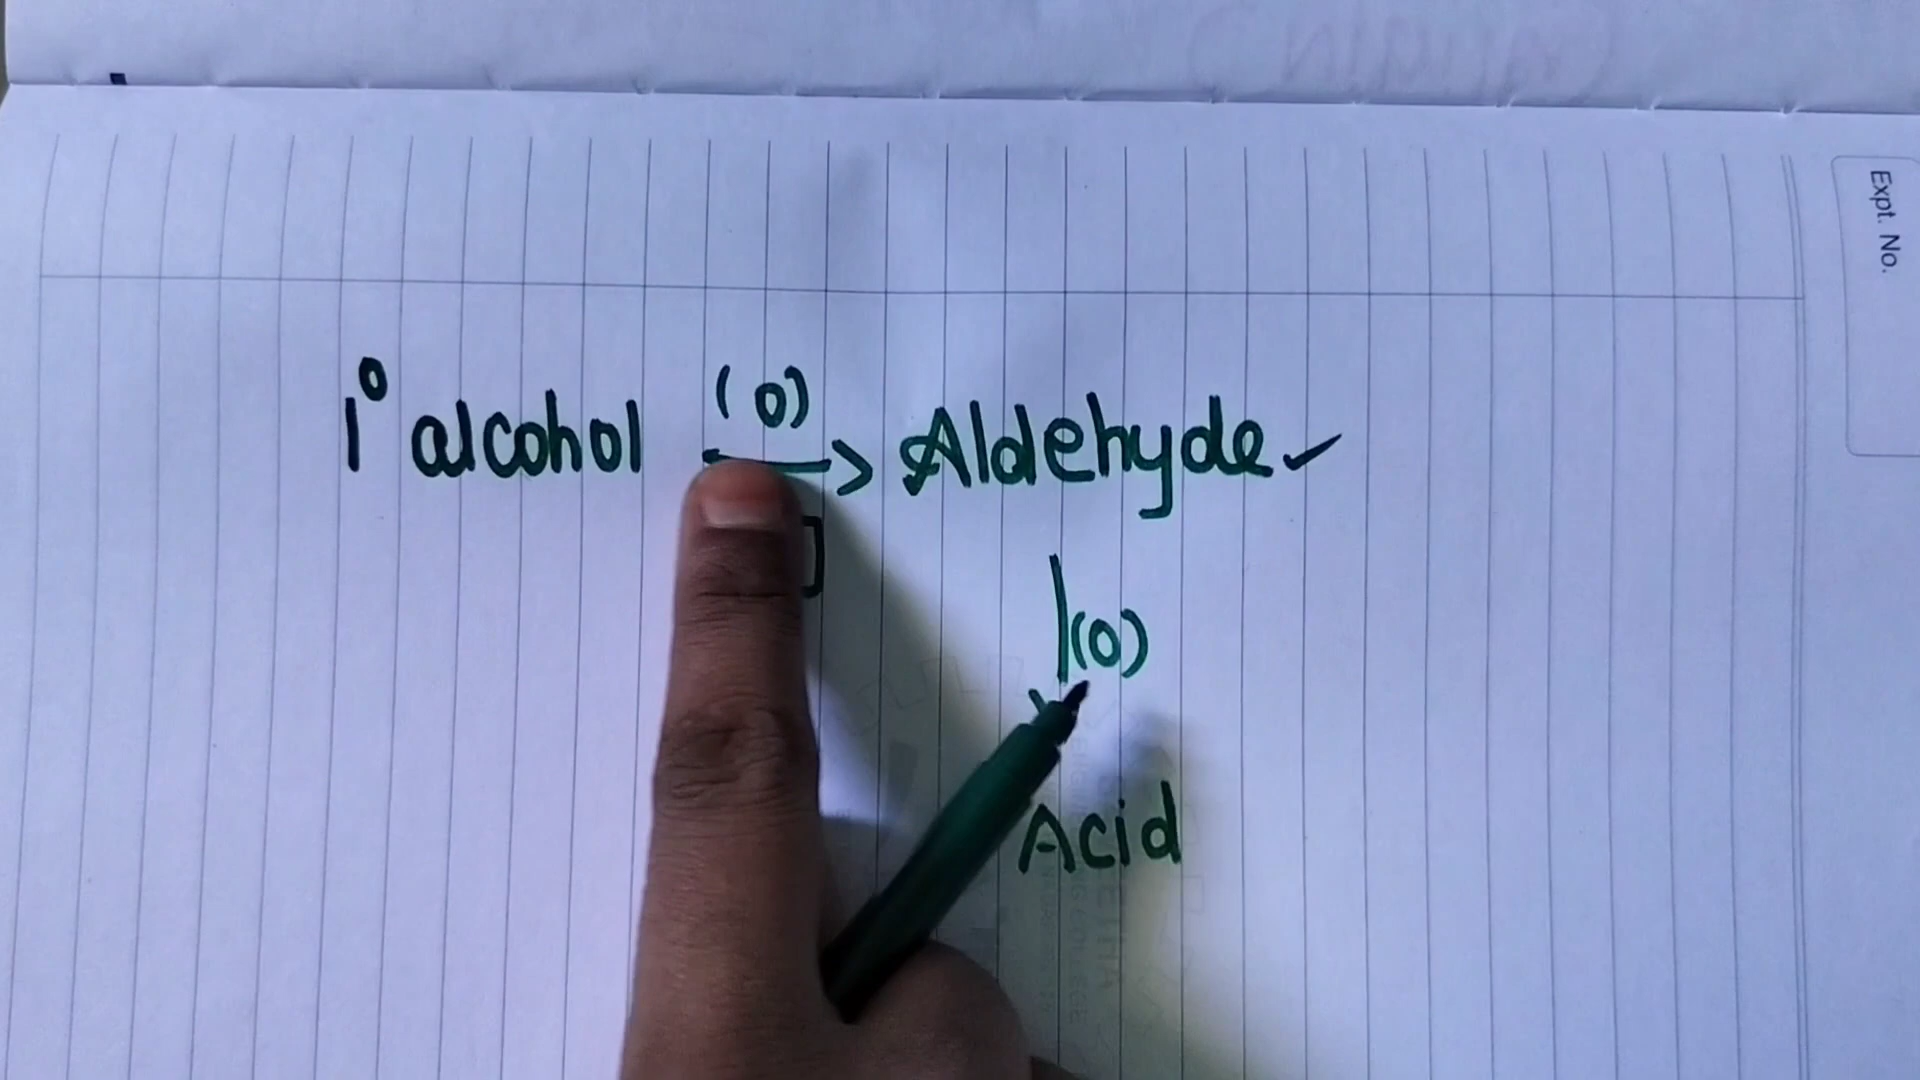 1° alcohol (O) → Aldehyde ✓
(O)
Acid
Expt. No.